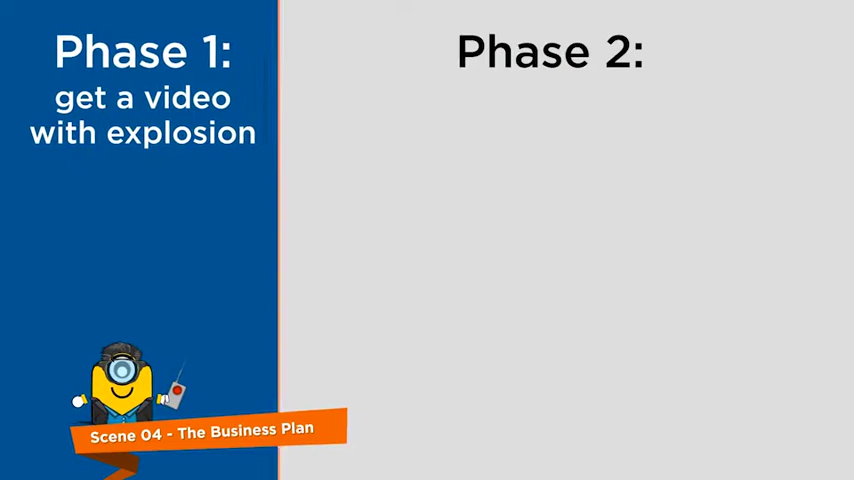 Phase 1:
get a video
with explosion
Phase 2:
Scene 04 - The Business Plan